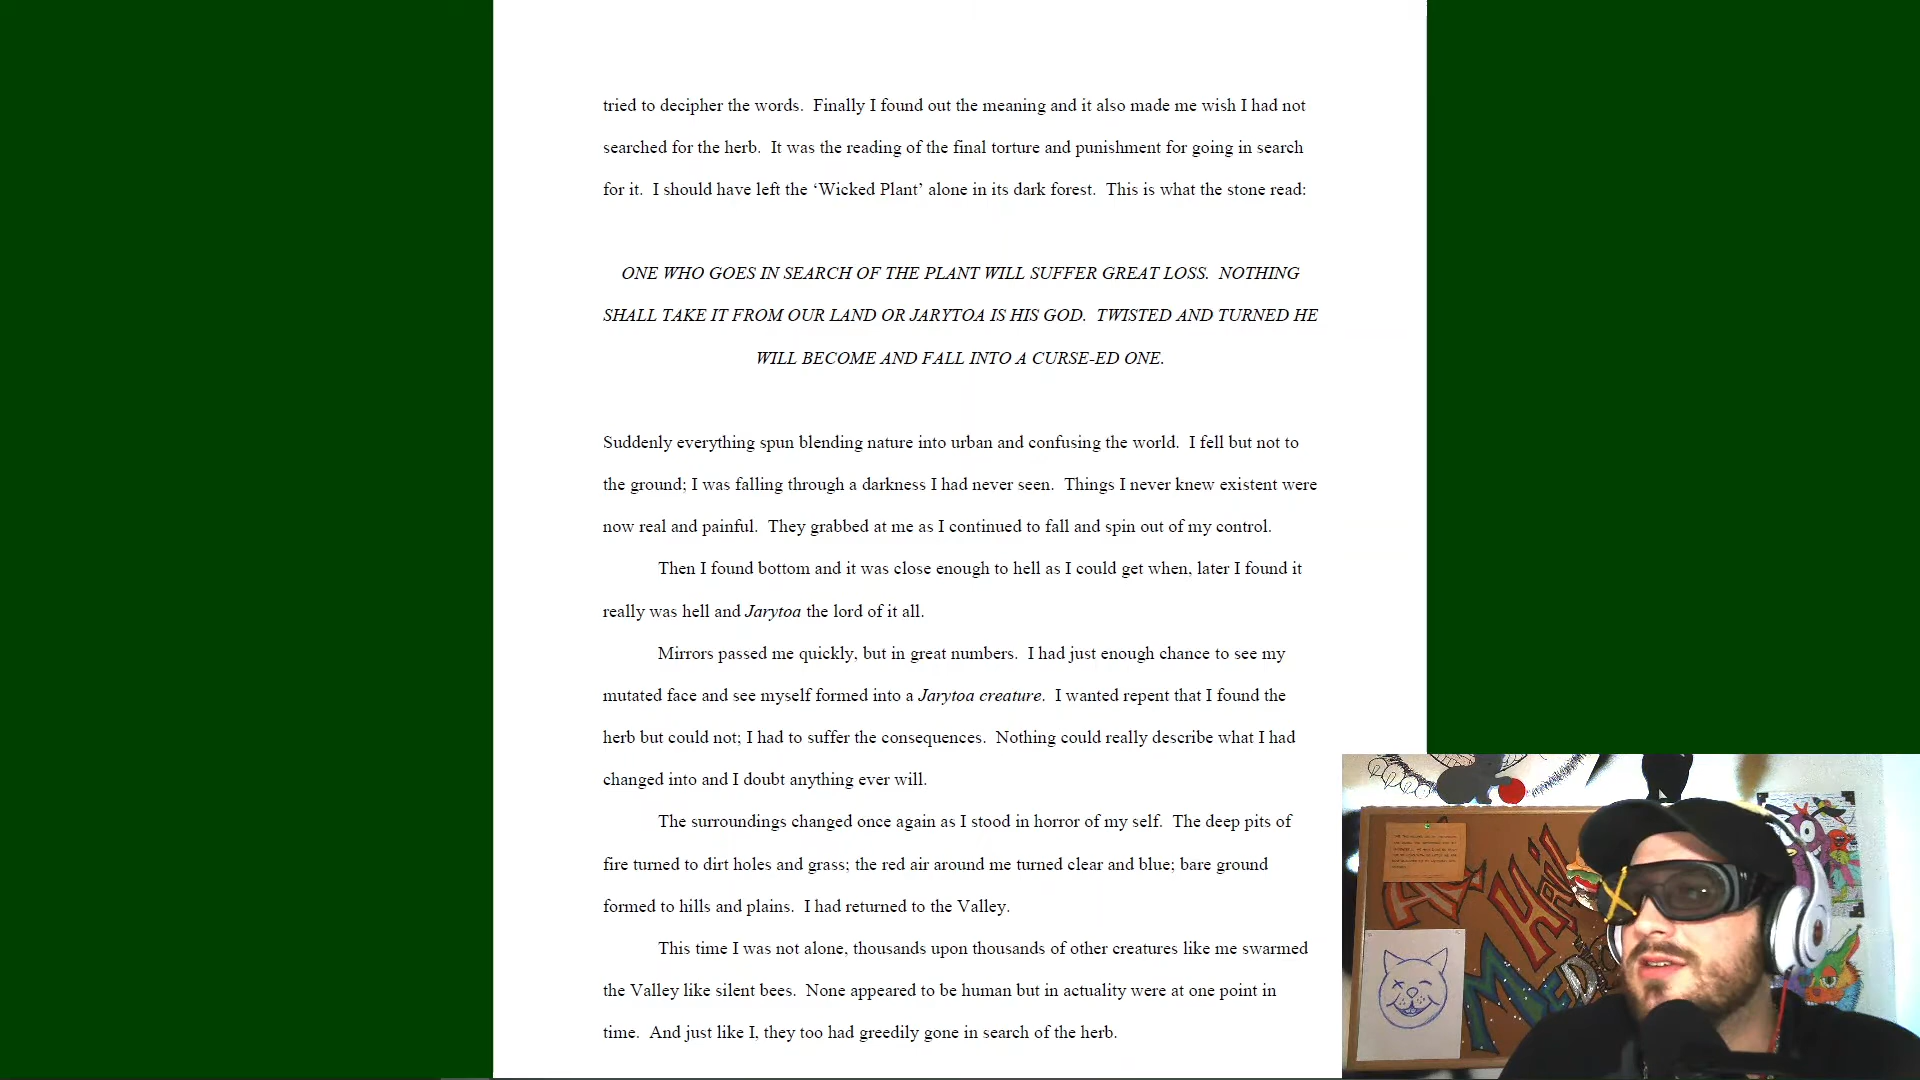 tried to decipher the words.  Finally I found out the meaning and it also made me wish I had not
searched for the herb.  It was the reading of the final torture and punishment for going in search
for it.  I should have left the ‘Wicked Plant’ alone in its dark forest.  This is what the stone read:
ONE WHO GOES IN SEARCH OF THE PLANT WILL SUFFER GREAT LOSS.  NOTHING
SHALL TAKE IT FROM OUR LAND OR JARYTOA IS HIS GOD.  TWISTED AND TURNED HE
WILL BECOME AND FALL INTO A CURSE-ED ONE.
Suddenly everything spun blending nature into urban and confusing the world.  I fell but not to
the ground; I was falling through a darkness I had never seen.  Things I never knew existent were
now real and painful.  They grabbed at me as I continued to fall and spin out of my control.
Then I found bottom and it was close enough to hell as I could get when, later I found it
really was hell and Jarytoa the lord of it all.
Mirrors passed me quickly, but in great numbers.  I had just enough chance to see my
mutated face and see myself formed into a Jarytoa creature.  I wanted repent that I found the
herb but could not; I had to suffer the consequences.  Nothing could really describe what I had
changed into and I doubt anything ever will.
The surroundings changed once again as I stood in horror of my self.  The deep pits of
fire turned to dirt holes and grass; the red air around me turned clear and blue; bare ground
formed to hills and plains.  I had returned to the Valley.
This time I was not alone, thousands upon thousands of other creatures like me swarmed
the Valley like silent bees.  None appeared to be human but in actuality were at one point in
time.  And just like I, they too had greedily gone in search of the herb.